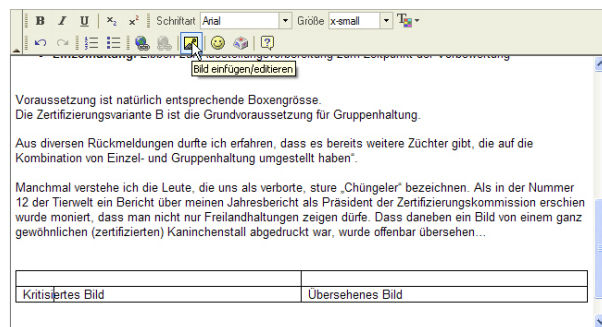 B I U x₂ x² Schriftart Arial Größe x-small T
Bild einfügen/editieren
Voraussetzung ist natürlich entsprechende Boxengrösse.
Die Zertifizierungsvariante B ist die Grundvoraussetzung für Gruppenhaltung.
Aus diversen Rückmeldungen durfte ich erfahren, dass es bereits weitere Züchter gibt, die auf die
Kombination von Einzel- und Gruppenhaltung umgestellt haben“.
Manchmal verstehe ich die Leute, die uns als verborte, sture „Chüngeler“ bezeichnen. Als in der Nummer
12 der Tierwelt ein Bericht über meinen Jahresbericht als Präsident der Zertifizierungskommission erschien
wurde moniert, dass man nicht nur Freilandhaltungen zeigen dürfe. Dass daneben ein Bild von einem ganz
gewöhnlichen (zertifizierten) Kaninchenstall abgedruckt war, wurde offenbar übersehen…
Kritisiertes Bild Übersehenes Bild